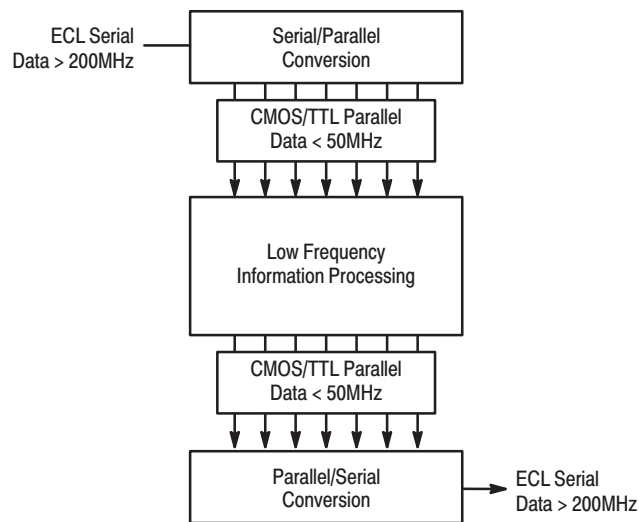 ECL Serial
Data > 200MHz
Serial/Parallel
Conversion
CMOS/TTL Parallel
Data < 50MHz
Low Frequency
Information Processing
CMOS/TTL Parallel
Data < 50MHz
Parallel/Serial
Conversion
ECL Serial
Data > 200MHz